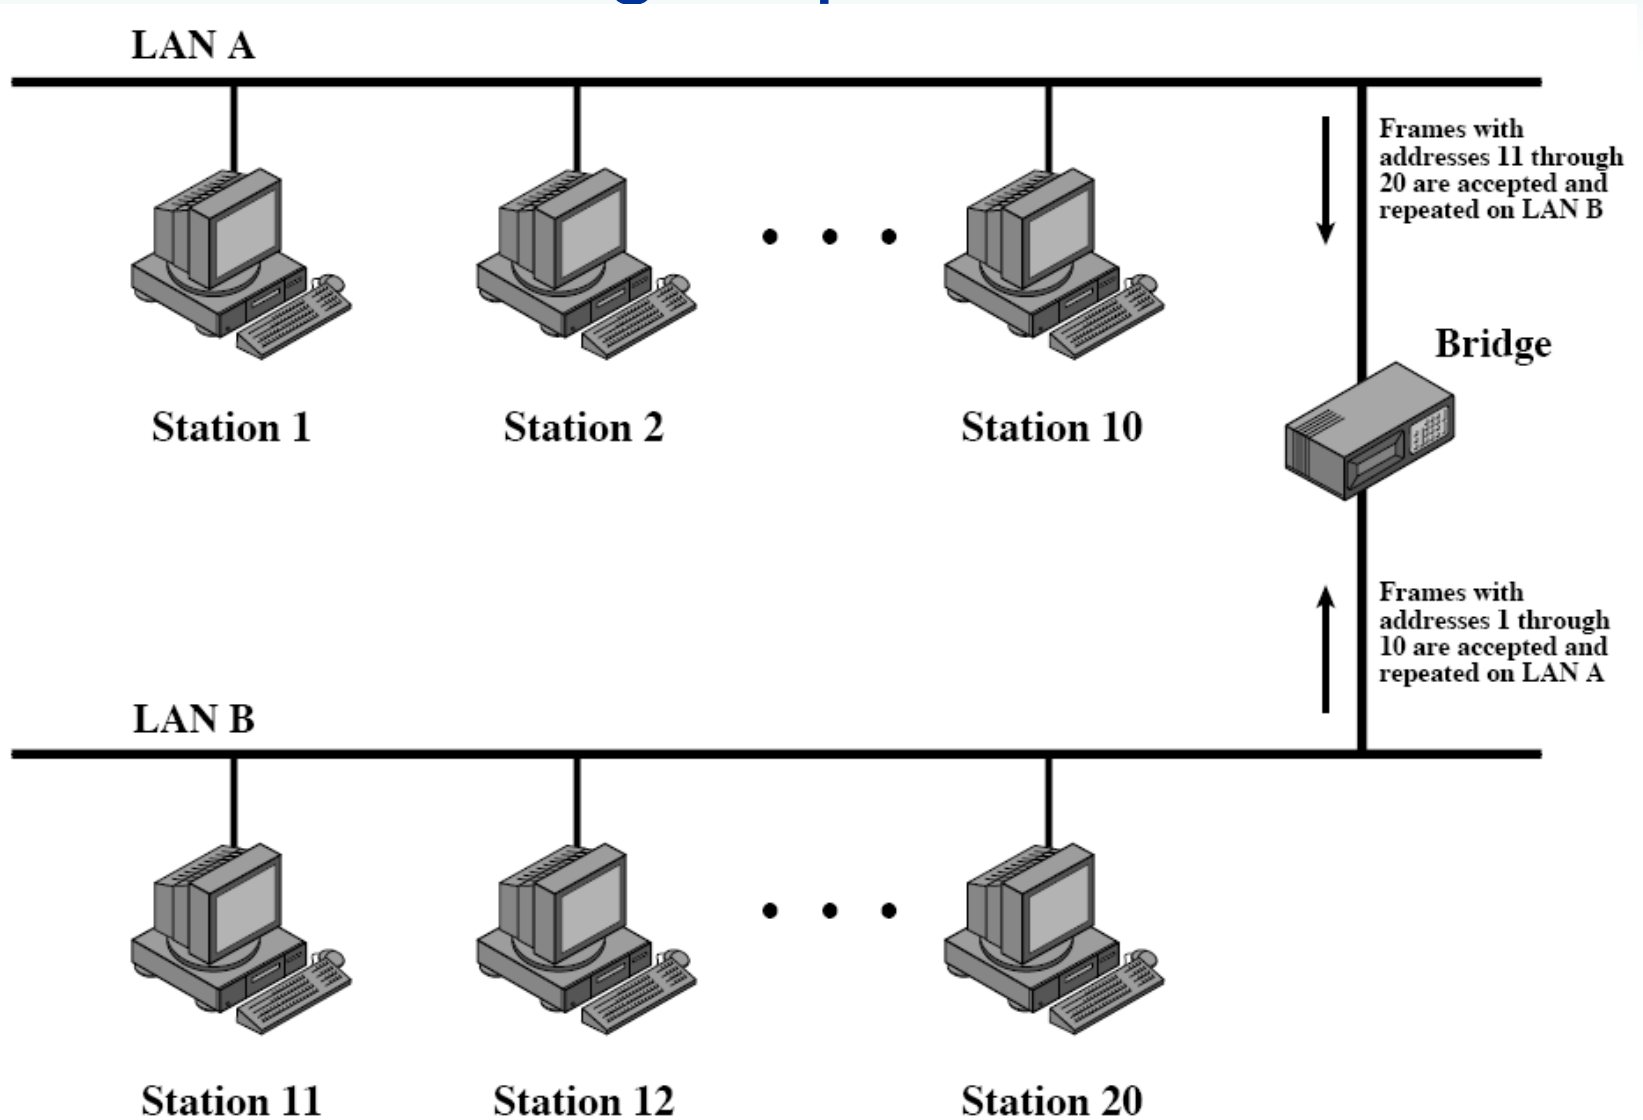 LAN A
Frames with
addresses 11 through
20 are accepted and
repeated on LAN B
Bridge
Station 1
Station 2
Station 10
Frames with
addresses 1 through
10 are accepted and
repeated on LAN A
LAN B
Station 11
Station 12
Station 20